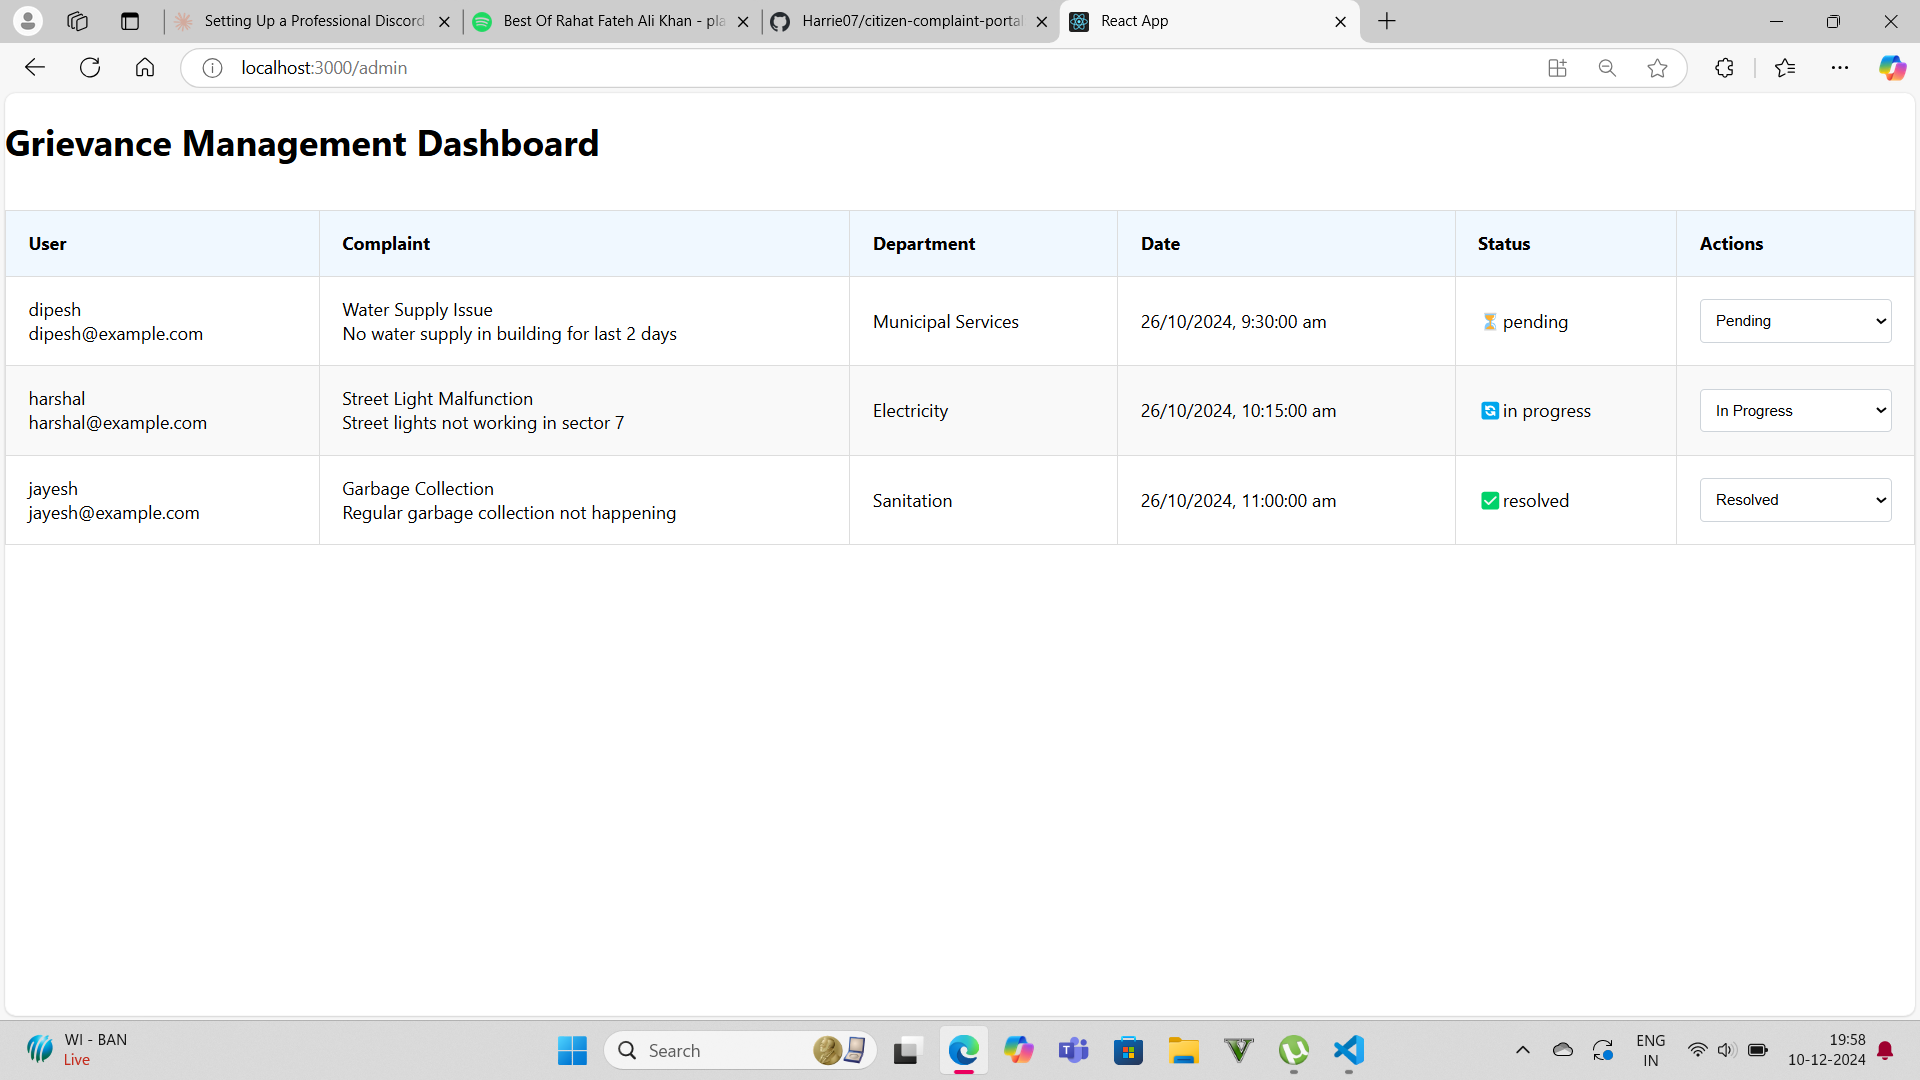 Setting Up a Professional Discord
Best Of Rahat Fateh Ali Khan - pla
Harrie07/citizen-complaint-portal
React App
localhost:3000/admin
Grievance Management Dashboard
User Complaint Department Date Status Actions
dipesh
dipesh@example.com
Water Supply Issue
No water supply in building for last 2 days
Municipal Services
26/10/2024, 9:30:00 am
pending
Pending
harshal
harshal@example.com
Street Light Malfunction
Street lights not working in sector 7
Electricity
26/10/2024, 10:15:00 am
in progress
In Progress
jayesh
jayesh@example.com
Garbage Collection
Regular garbage collection not happening
Sanitation
26/10/2024, 11:00:00 am
resolved
Resolved
WI - BAN
Live
Search
ENG
IN
19:58
10-12-2024